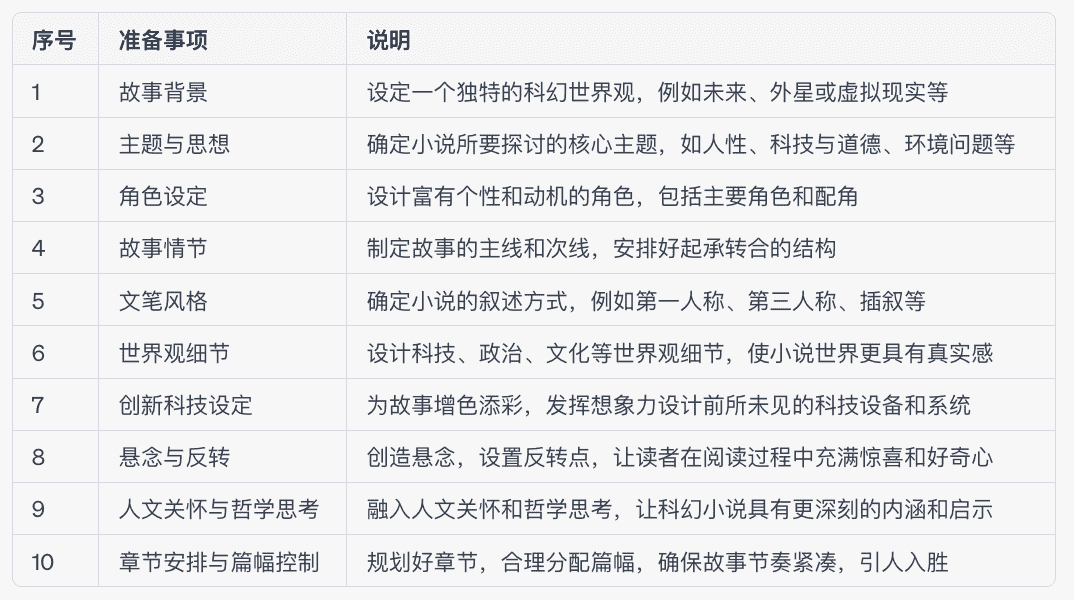 序号 准备事项 说明
1 故事背景 设定一个独特的科幻世界观，例如未来、外星或虚拟现实等
2 主题与思想 确定小说所要探讨的核心主题，如人性、科技与道德、环境问题等
3 角色设定 设计富有个性和动机的角色，包括主要角色和配角
4 故事情节 制定故事的主线和次线，安排好起承转合的结构
5 文笔风格 确定小说的叙述方式，例如第一人称、第三人称、插叙等
6 世界观细节 设计科技、政治、文化等世界观细节，使小说世界更具有真实感
7 创新科技设定 为故事增色添彩，发挥想象力设计前所未见的科技设备和系统
8 悬念与反转 创造悬念，设置反转点，让读者在阅读过程中充满惊喜和好奇心
9 人文关怀与哲学思考 融入人文关怀和哲学思考，让科幻小说具有更深刻的内涵和启示
10 章节安排与篇幅控制 规划好章节，合理分配篇幅，确保故事节奏紧凑，引人入胜